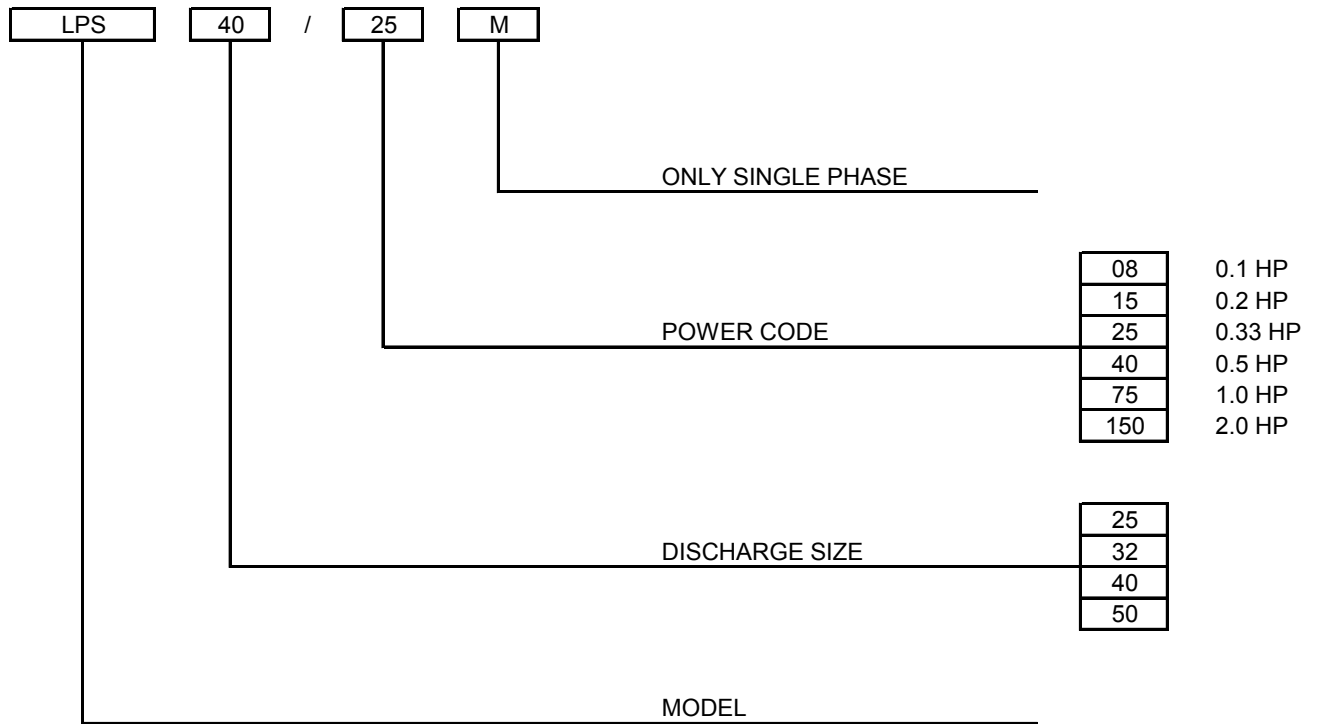 LPS 40 / 25 M
ONLY SINGLE PHASE
08 0.1 HP
15 0.2 HP
POWER CODE 25 0.33 HP
40 0.5 HP
75 1.0 HP
150 2.0 HP
25
DISCHARGE SIZE 32
40
50
MODEL